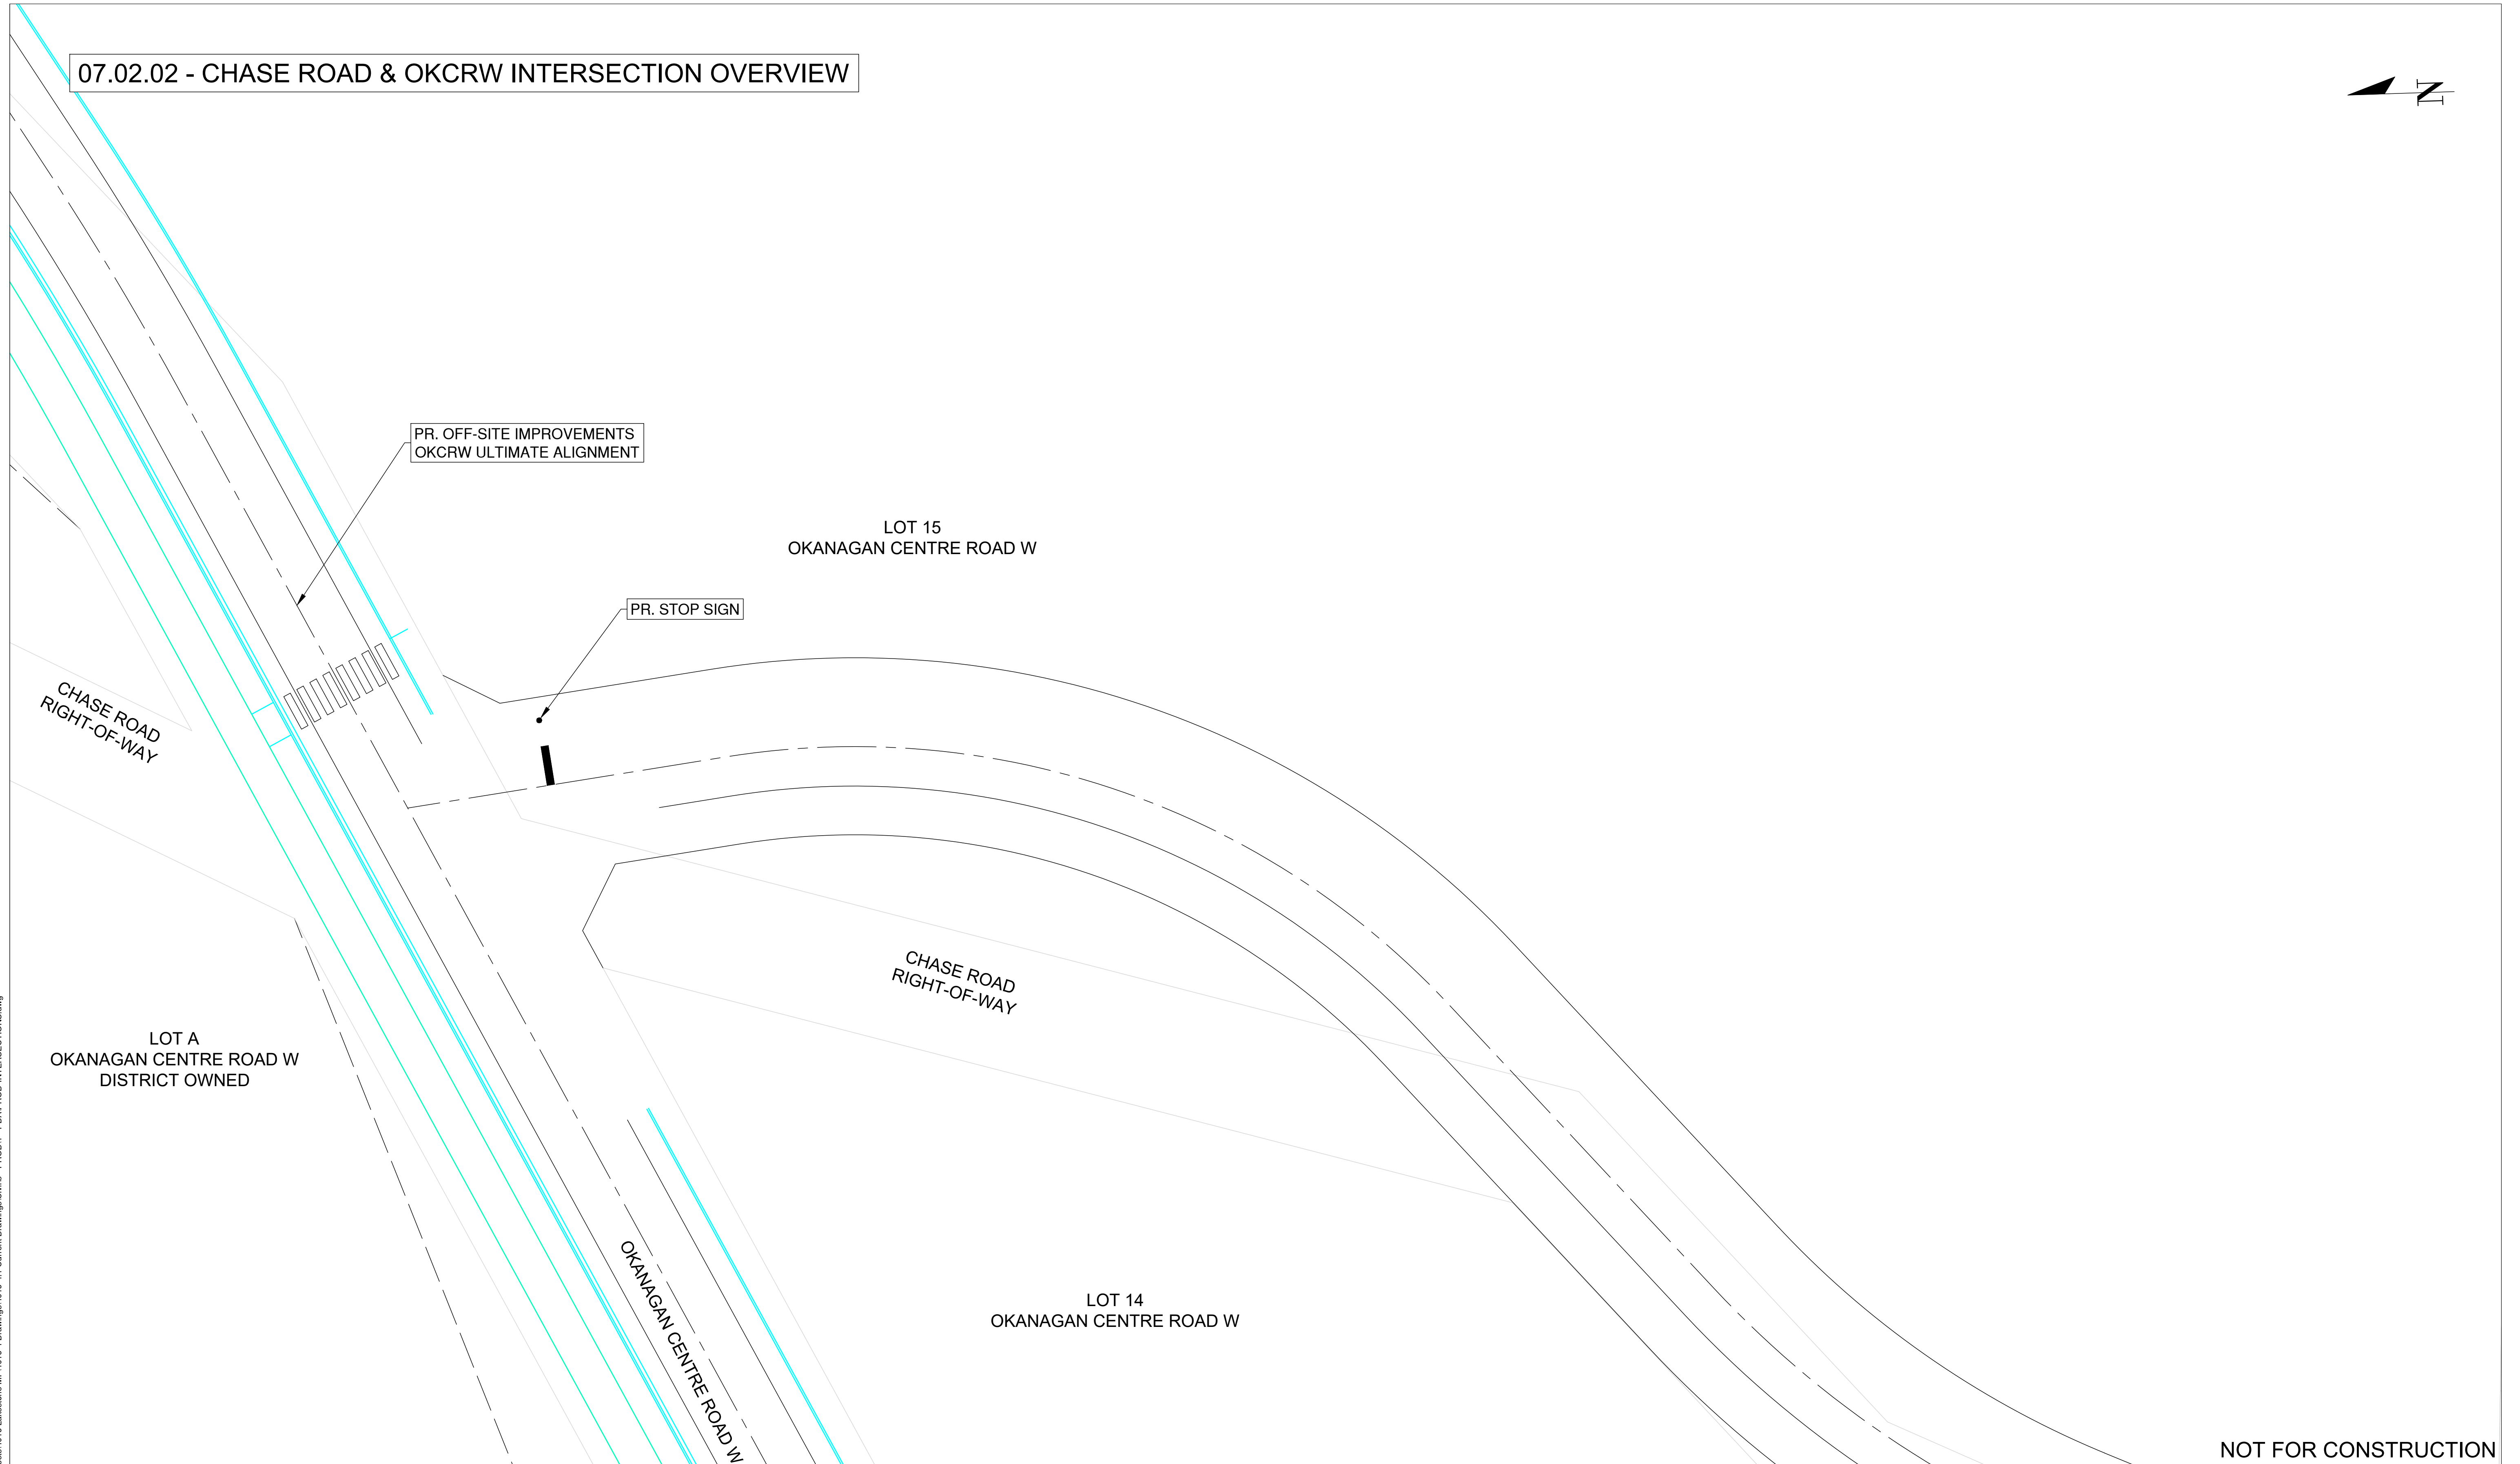 07.02.02 - CHASE ROAD & OKCRW INTERSECTION OVERVIEW
N
PR. OFF-SITE IMPROVEMENTS
OKCRW ULTIMATE ALIGNMENT
LOT 15
OKANAGAN CENTRE ROAD W
PR. STOP SIGN
CHASE ROAD
RIGHT-OF-WAY
CHASE ROAD
RIGHT-OF-WAY
LOT A
OKANAGAN CENTRE ROAD W
DISTRICT OWNED
OKANAGAN CENTRE ROAD W
LOT 14
OKANAGAN CENTRE ROAD W
NOT FOR CONSTRUCTION